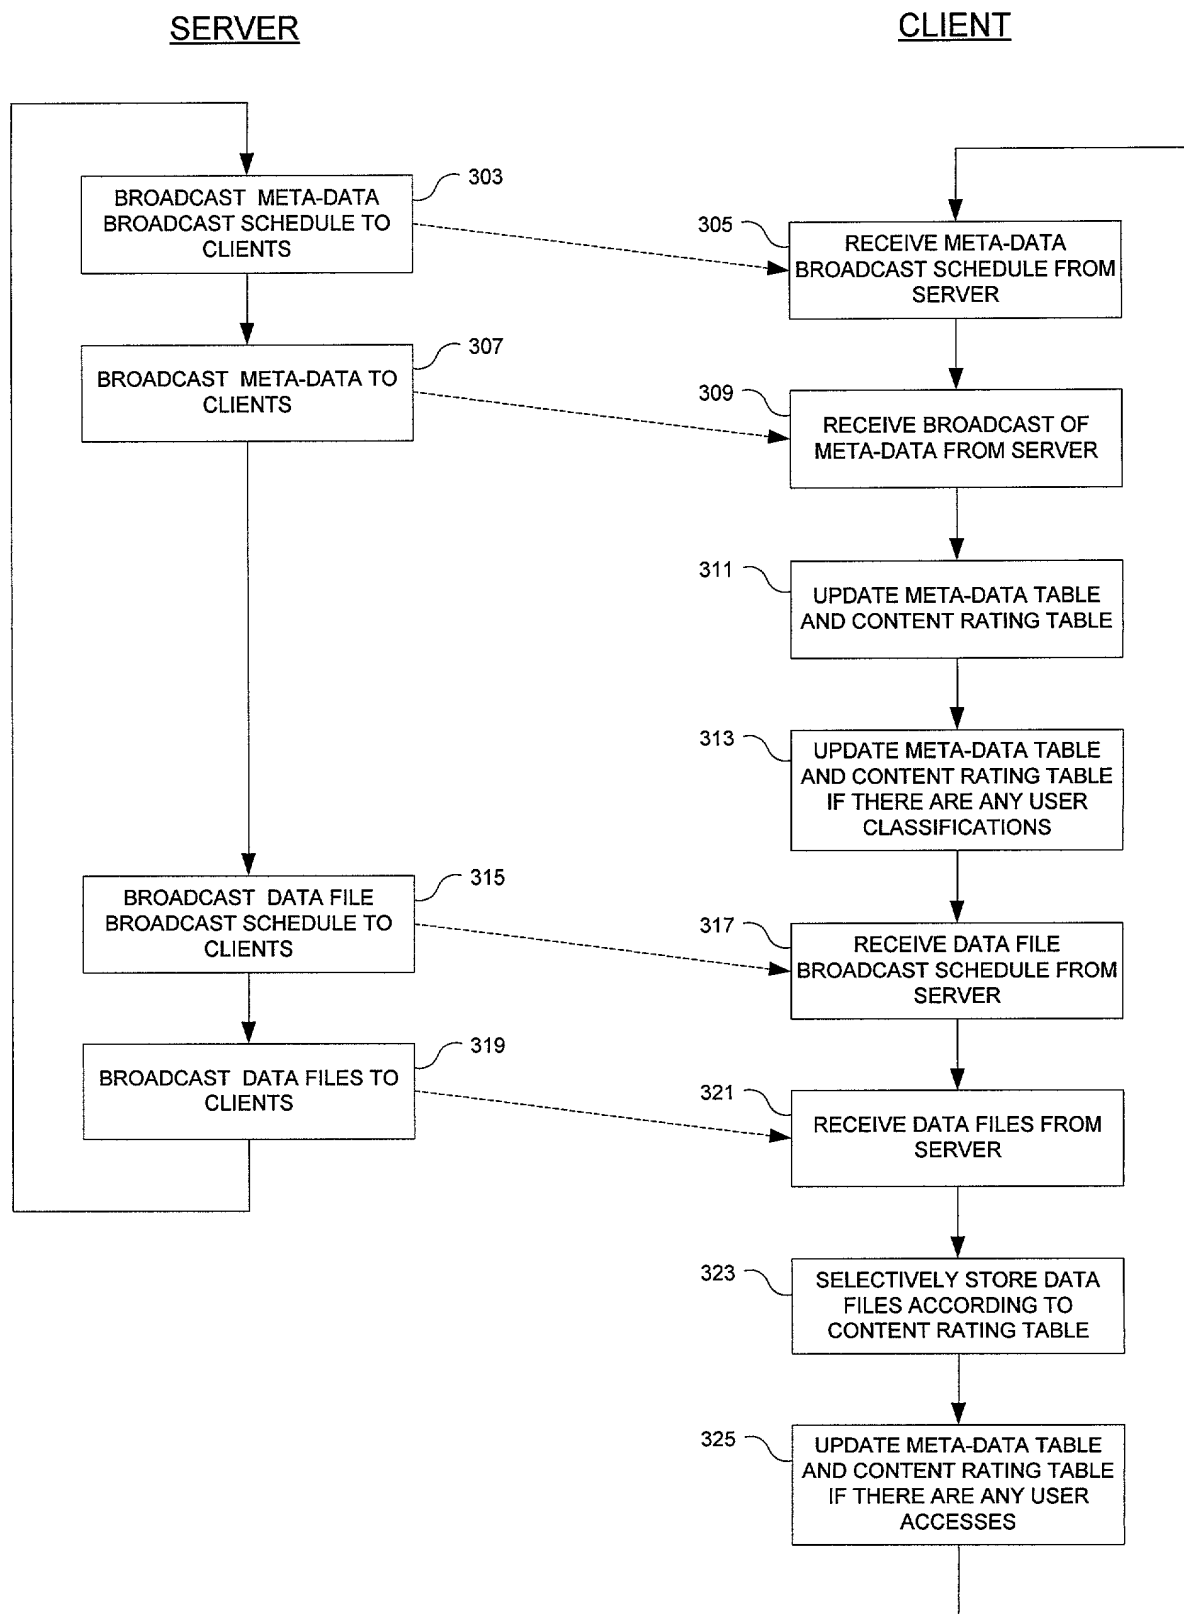 SERVER
CLIENT
303
BROADCAST META-DATA
BROADCAST SCHEDULE TO
CLIENTS
305
RECEIVE META-DATA
BROADCAST SCHEDULE FROM
SERVER
307
BROADCAST META-DATA TO
CLIENTS
309
RECEIVE BROADCAST OF
META-DATA FROM SERVER
311
UPDATE META-DATA TABLE
AND CONTENT RATING TABLE
313
UPDATE META-DATA TABLE
AND CONTENT RATING TABLE
IF THERE ARE ANY USER
CLASSIFICATIONS
315
BROADCAST DATA FILE
BROADCAST SCHEDULE TO
CLIENTS
317
RECEIVE DATA FILE
BROADCAST SCHEDULE FROM
SERVER
319
BROADCAST DATA FILES TO
CLIENTS
321
RECEIVE DATA FILES FROM
SERVER
323
SELECTIVELY STORE DATA
FILES ACCORDING TO
CONTENT RATING TABLE
325
UPDATE META-DATA TABLE
AND CONTENT RATING TABLE
IF THERE ARE ANY USER
ACCESSES